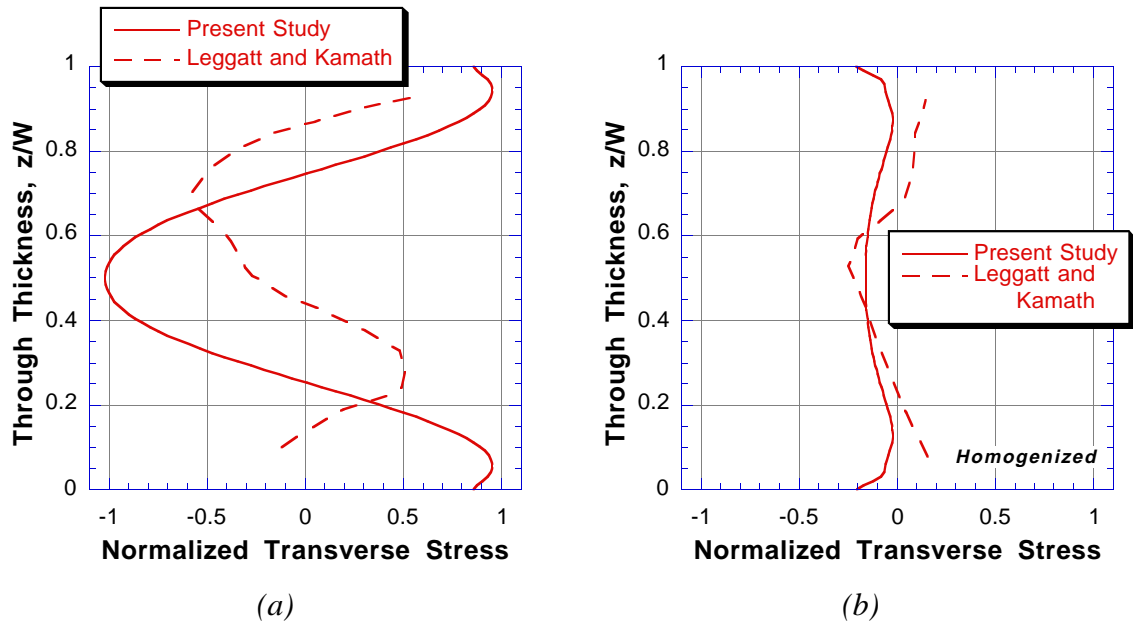 Present Study
Leggatt and Kamath
1
0.8
0.6
0.4
0.2
0
Through Thickness, z/W
-1
-0.5
0
0.5
1
Normalized Transverse Stress
(a)
1
0.8
0.6
0.4
0.2
0
Through Thickness, z/W
Present Study
Leggatt and
Kamath
Homogenized
-1
-0.5
0
0.5
1
Normalized Transverse Stress
(b)